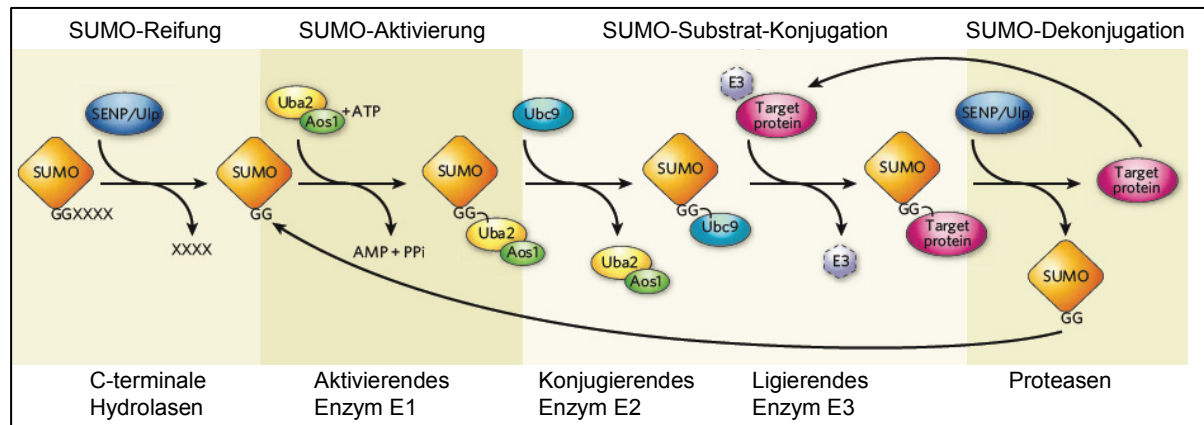 SUMO-Reifung
SUMO-Aktivierung
SUMO-Substrat-Konjugation
SUMO-Dekonjugation
SENP/Ulp
SUMO
GGXXXX
XXXX
SUMO
GG
Uba2
Aos1
+ATP
AMP + PPi
SUMO
GG
Uba2
Aos1
Ubc9
Uba2
Aos1
SUMO
GG
Ubc9
E3
Target
protein
E3
SUMO
GG
Target
protein
SENP/Ulp
Target
protein
SUMO
GG
C-terminale
Hydrolasen
Aktivierendes
Enzym E1
Konjugierendes
Enzym E2
Ligierendes
Enzym E3
Proteasen